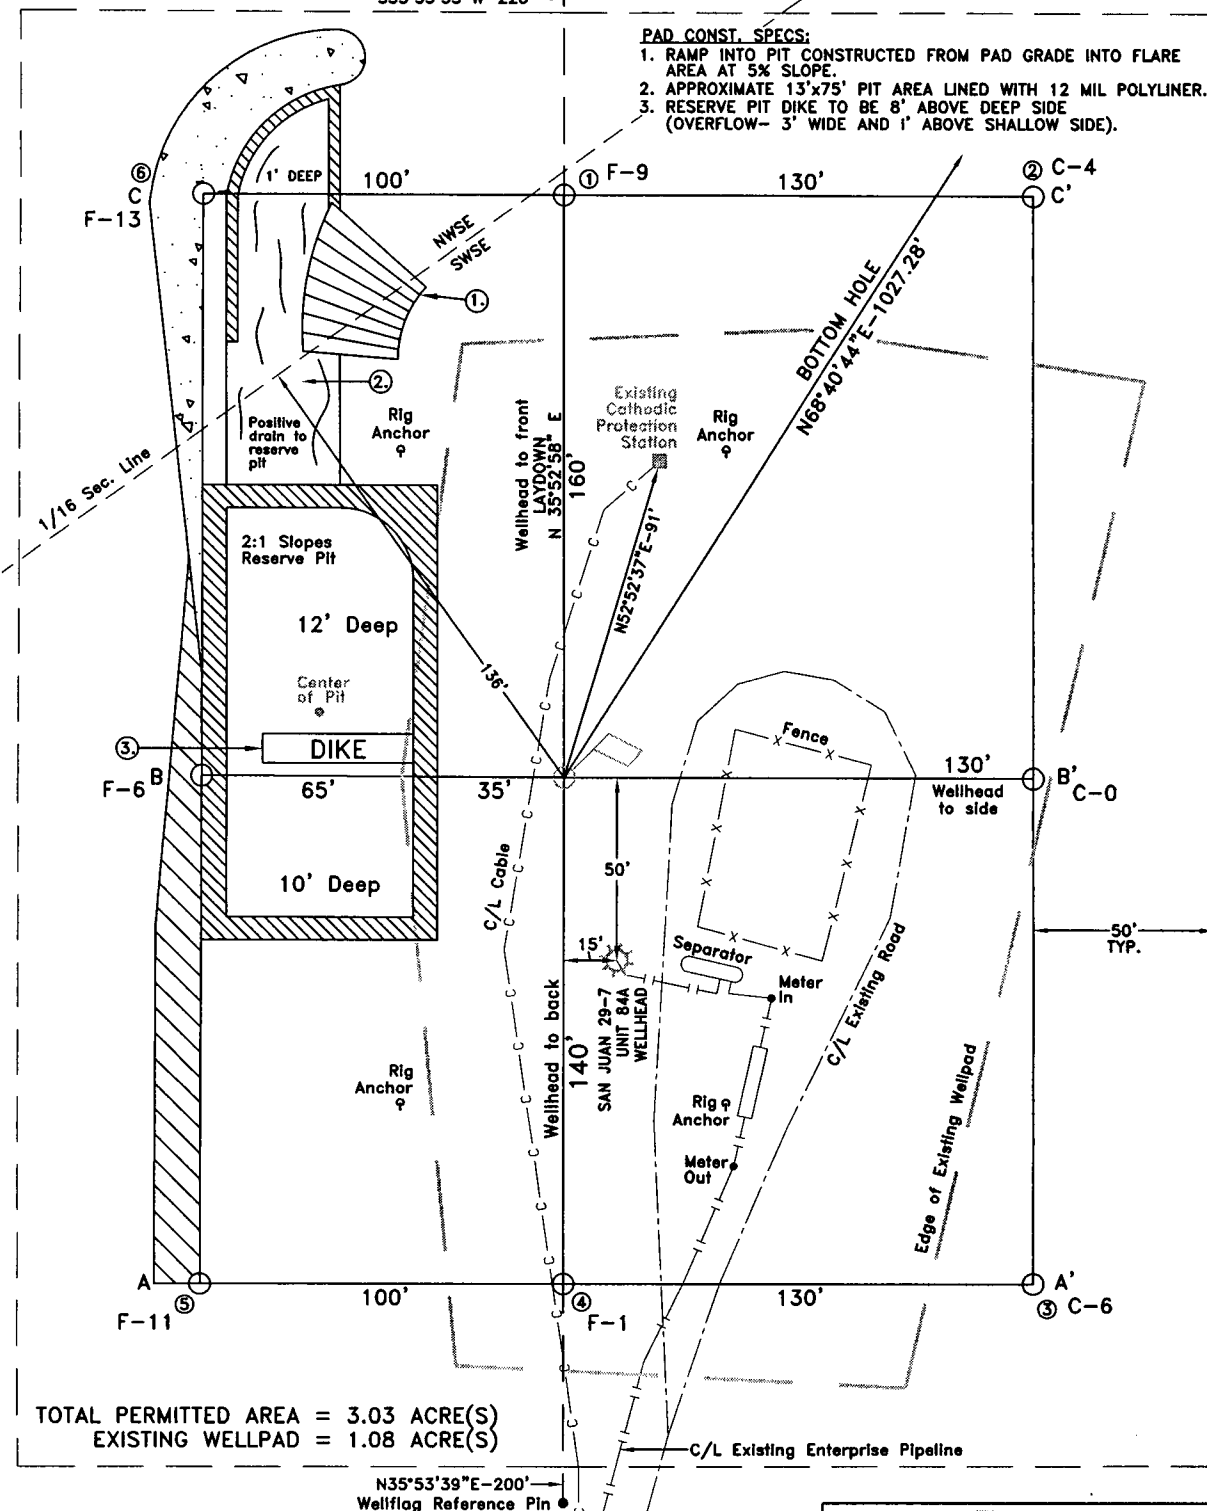 PAD CONST. SPECS:
1. RAMP INTO PIT CONSTRUCTED FROM PAD GRADE INTO FLARE
AREA AT 5% SLOPE.
2. APPROXIMATE 13'x75' PIT AREA LINED WITH 12 MIL POLYLINER.
3. RESERVE PIT DIKE TO BE 8' ABOVE DEEP SIDE
(OVERFLOW- 3' WIDE AND 1' ABOVE SHALLOW SIDE).
⑥
C
F-13
1' DEEP
100'
① F-9
130'
② C-4
C'
NWSE
SWSE
1.
2.
BOTTOM HOLE
N68°40'44"E-1027.28'
Existing
Cathodic
Protection
Station
Rig
Anchor
Rig
Anchor
Positive
drain to
reserve
pit
1/16 Sec. Line
Wellhead to front
LAYDOWN
N 35°52'58" E
160'
N52°52'37"E-91'
2:1 Slopes
Reserve Pit
12' Deep
136'
Center
of Pit
3.
DIKE
Fence
B
F-6
65'
35'
130'
Wellhead
to side
B'
C-0
10' Deep
C/L Cable
50'
15'
Separator
Meter
In
50'
TYP.
SAN JUAN 29-7
UNIT 84A
WELLHEAD
Wellhead to back
140'
C/L Existing Road
Rig
Anchor
Rig
Anchor
Meter
Out
Edge of Existing Wellpad
A
⑤
F-11
100'
④
F-1
130'
A'
③ C-6
TOTAL PERMITTED AREA = 3.03 ACRE(S)
EXISTING WELLPAD = 1.08 ACRE(S)
C/L Existing Enterprise Pipeline
N35°53'39"E-200'
Wellflag Reference Pin